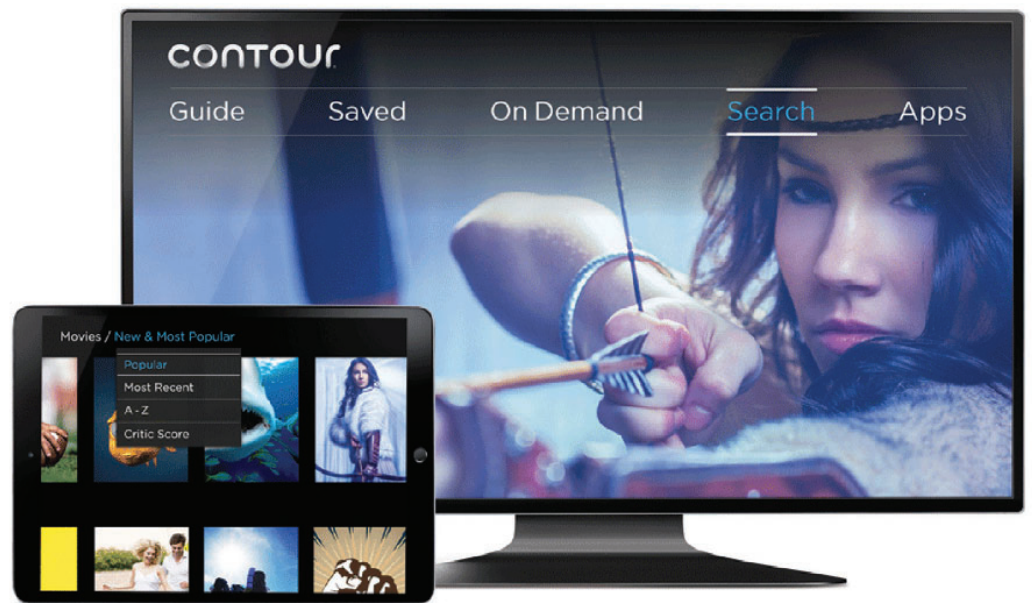 contour
Guide Saved On Demand Search Apps
Movies / New & Most Popular
Popular
Most Recent
A - Z
Critic Score